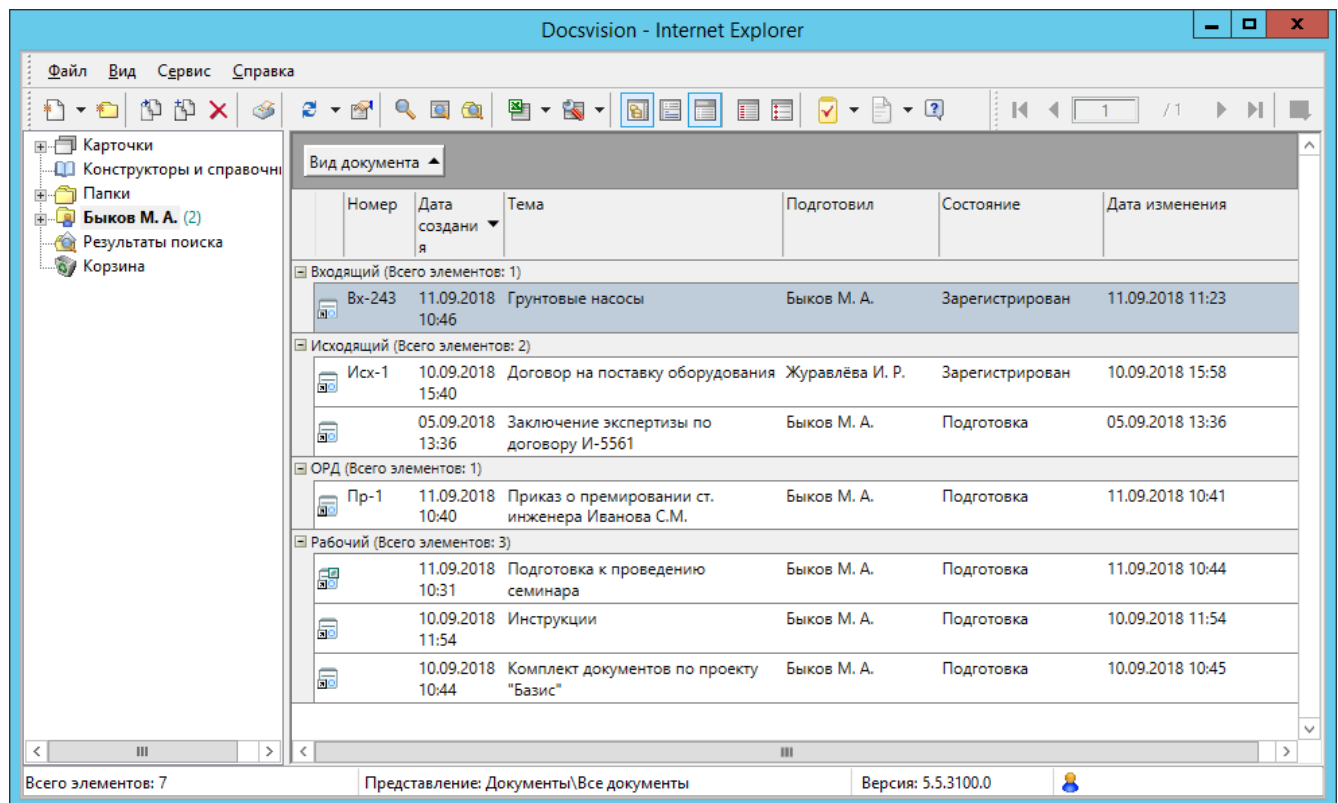 Docsvision - Internet Explorer
Файл Вид Сервис Справка
1 / 1
Карточки
Конструкторы и справочни
Папки
Быков М. А. (2)
Результаты поиска
Корзина
Вид документа
Номер Дата создани я Тема Подготовил Состояние Дата изменения
Входящий (Всего элементов: 1)
Вх-243 11.09.2018 Грунтовые насосы Быков М. А. Зарегистрирован 11.09.2018 11:23
10:46
Исходящий (Всего элементов: 2)
Исх-1 10.09.2018 Договор на поставку оборудования Журавлёва И. Р. Зарегистрирован 10.09.2018 15:58
15:40
05.09.2018 Заключение экспертизы по Быков М. А. Подготовка 05.09.2018 13:36
13:36 договору И-5561
ОРД (Всего элементов: 1)
Пр-1 11.09.2018 Приказ о премировании ст. Быков М. А. Подготовка 11.09.2018 10:41
10:40 инженера Иванова С.М.
Рабочий (Всего элементов: 3)
11.09.2018 Подготовка к проведению Быков М. А. Подготовка 11.09.2018 10:44
10:31 семинара
10.09.2018 Инструкции Быков М. А. Подготовка 10.09.2018 11:54
11:54
10.09.2018 Комплект документов по проекту Быков М. А. Подготовка 10.09.2018 10:45
10:44 "Базис"
Всего элементов: 7 Представление: Документы\Все документы Версия: 5.5.3100.0